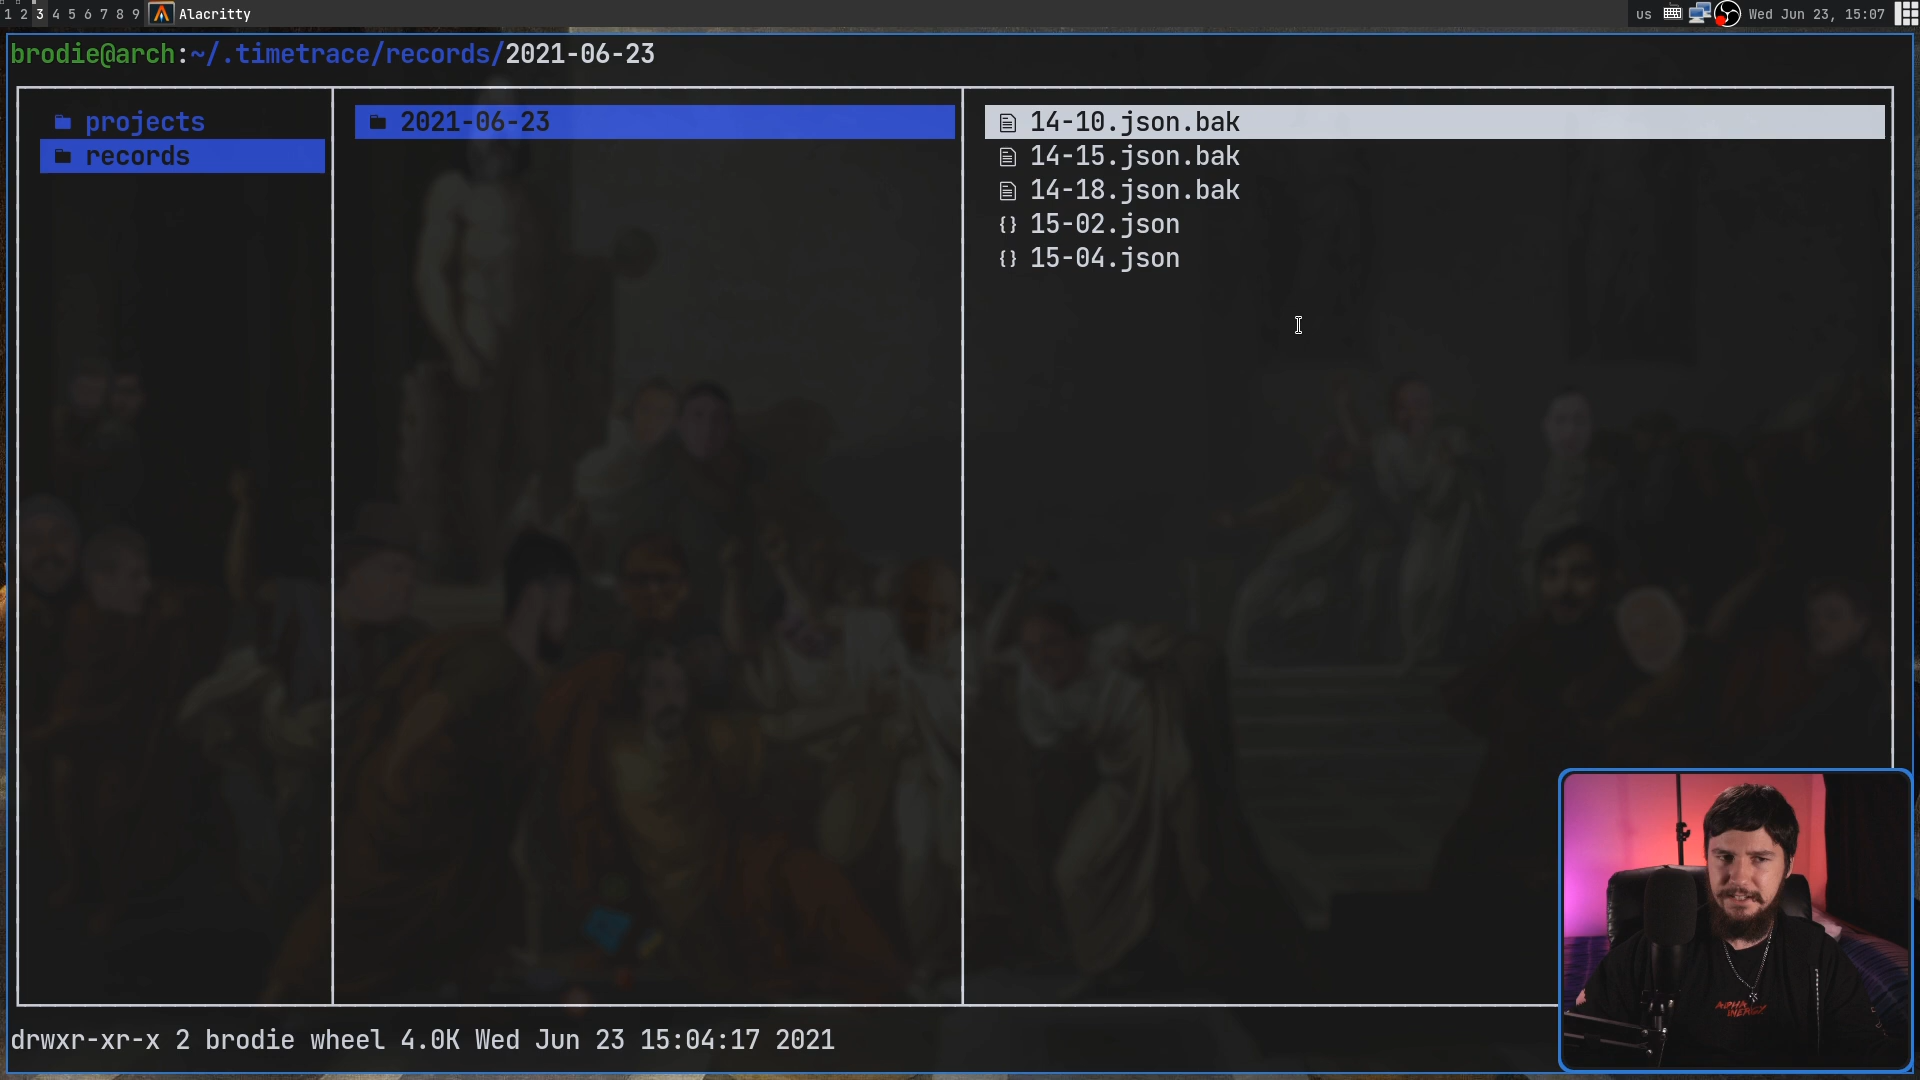 1 2 3 4 5 6 7 8 9 Alacritty us Wed Jun 23, 15:07
brodie@arch:~/.timetrace/records/2021-06-23
projects
records
2021-06-23
14-10.json.bak
14-15.json.bak
14-18.json.bak
{} 15-02.json
{} 15-04.json
drwxr-xr-x 2 brodie wheel 4.0K Wed Jun 23 15:04:17 2021